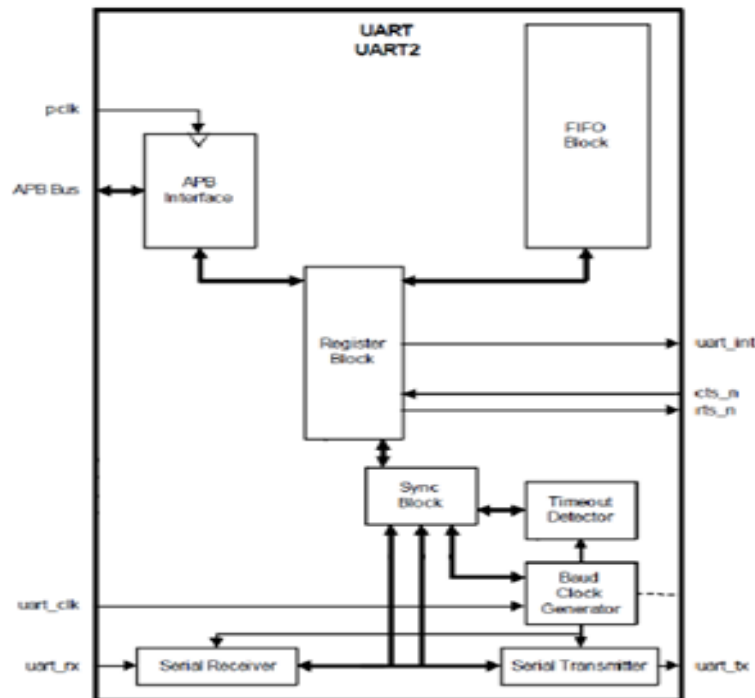 UART
UART2
pclk
FIFO
Block
APB Bus
APB
Interface
Register
Block
uart_int
cts_n
rts_n
Sync
Block
Timeout
Detector
uart_clk
Baud
Clock
Generator
uart_rx
Serial Receiver
Serial Transmitter
uart_tx